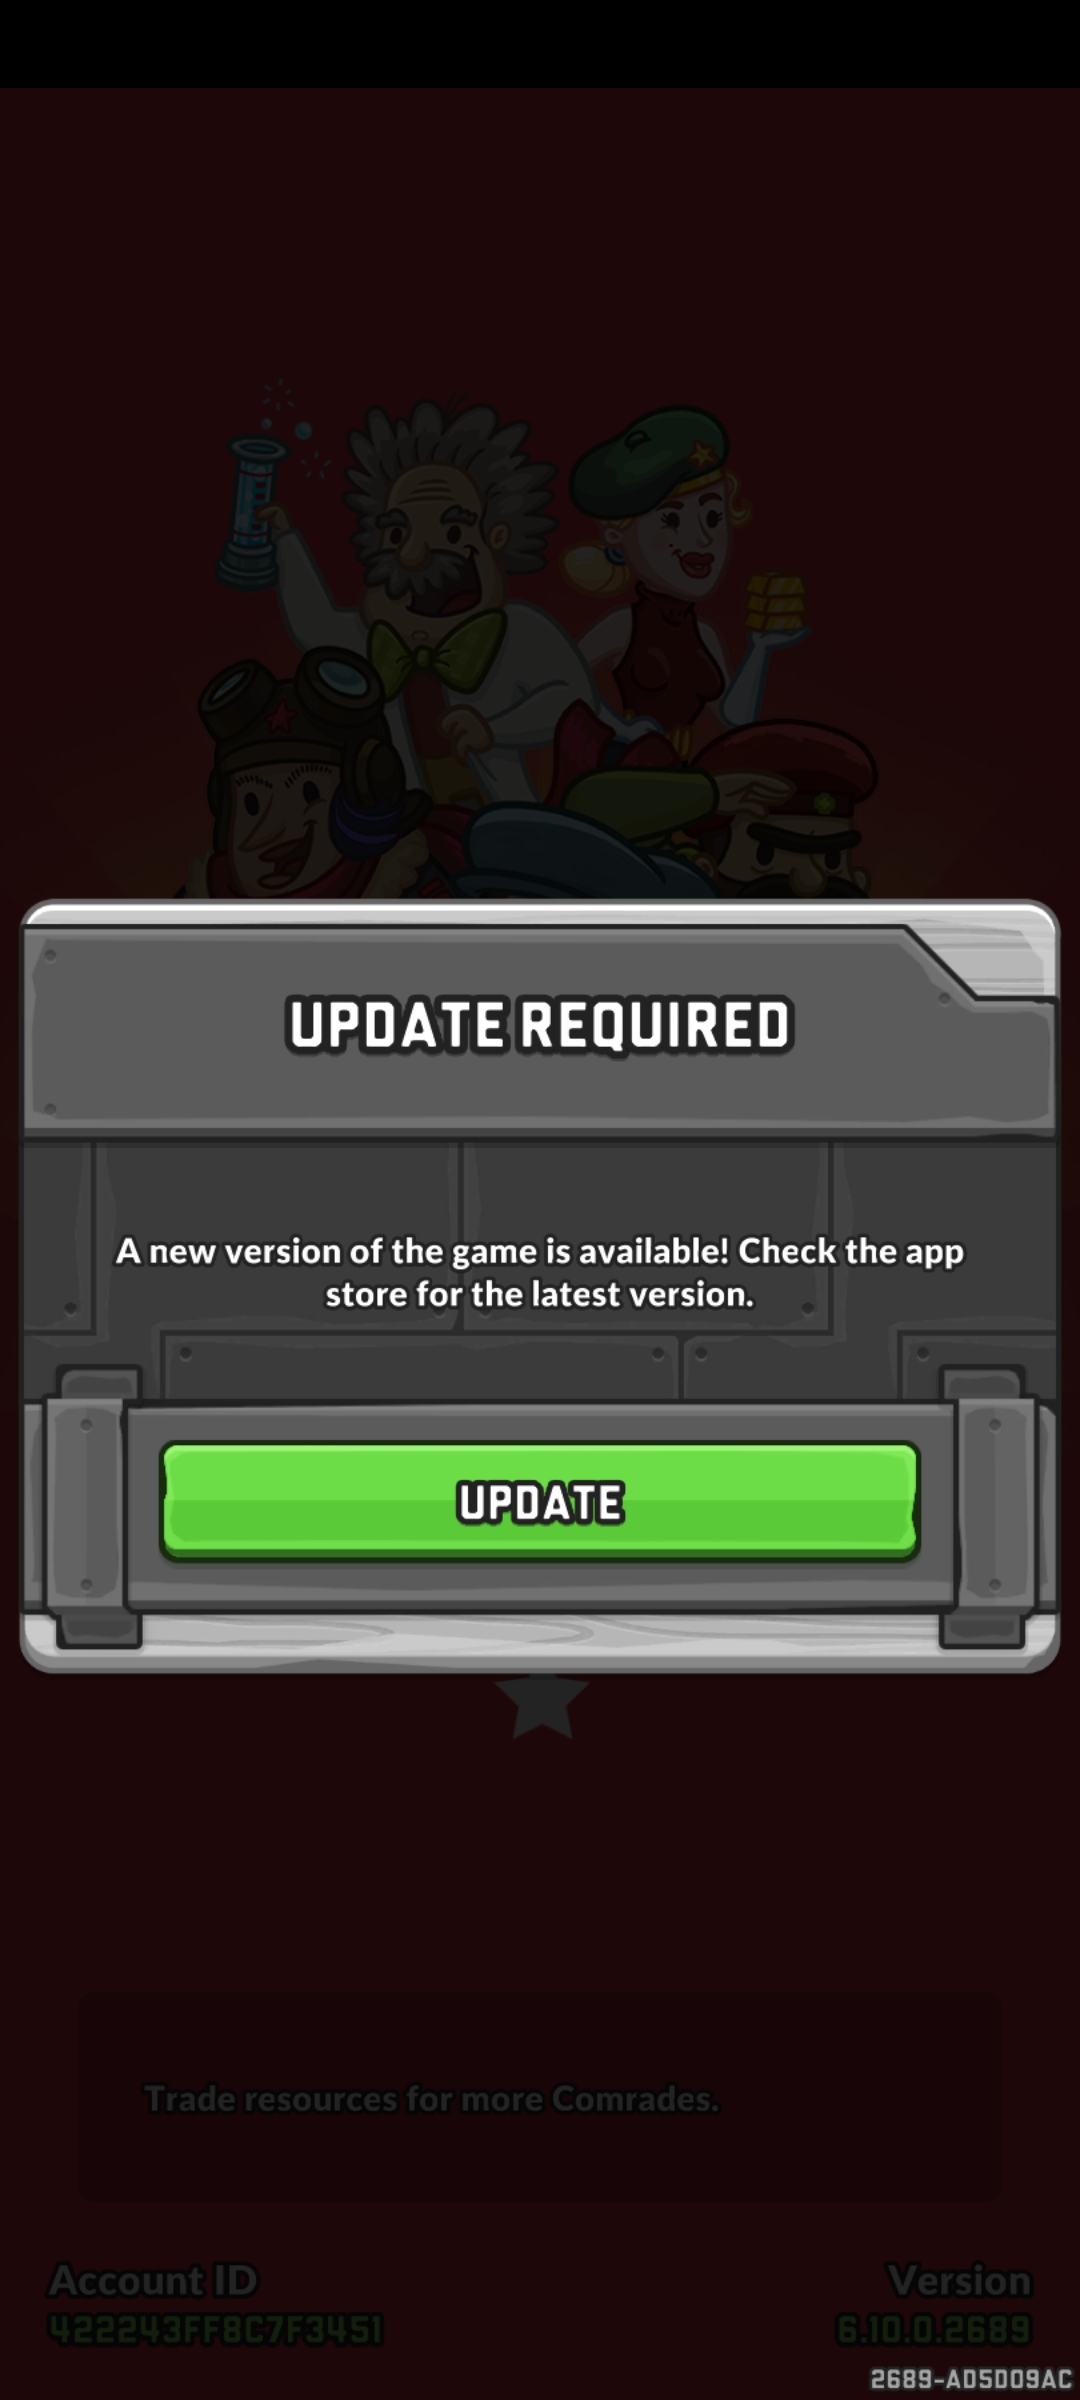 UPDATE REQUIRED
A new version of the game is available! Check the app
store for the latest version.
UPDATE
Trade resources for more Comrades.
Account ID
Version
422243FF8C7F3451
6.10.0.2689
2689-AD5D09AC